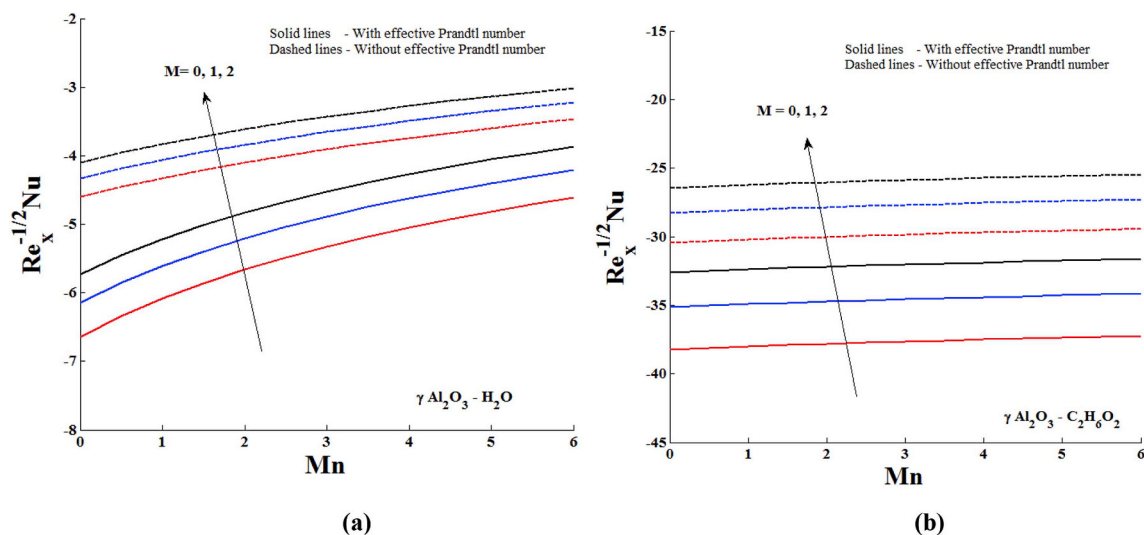 -2
-3
-4
-5
-6
-7
-8
0
1
2
3
4
5
6
Re_x^{-1/2}Nu
Mn
Solid lines - With effective Prandtl number
Dashed lines - Without effective Prandtl number
M= 0, 1, 2
γ Al₂O₃ - H₂O
(a)
-15
-20
-25
-30
-35
-40
-45
0
1
2
3
4
5
6
Re_x^{-1/2}Nu
Mn
Solid lines - With effective Prandtl number
Dashed lines - Without effective Prandtl number
M = 0, 1, 2
γ Al₂O₃ - C₂H₆O₂
(b)